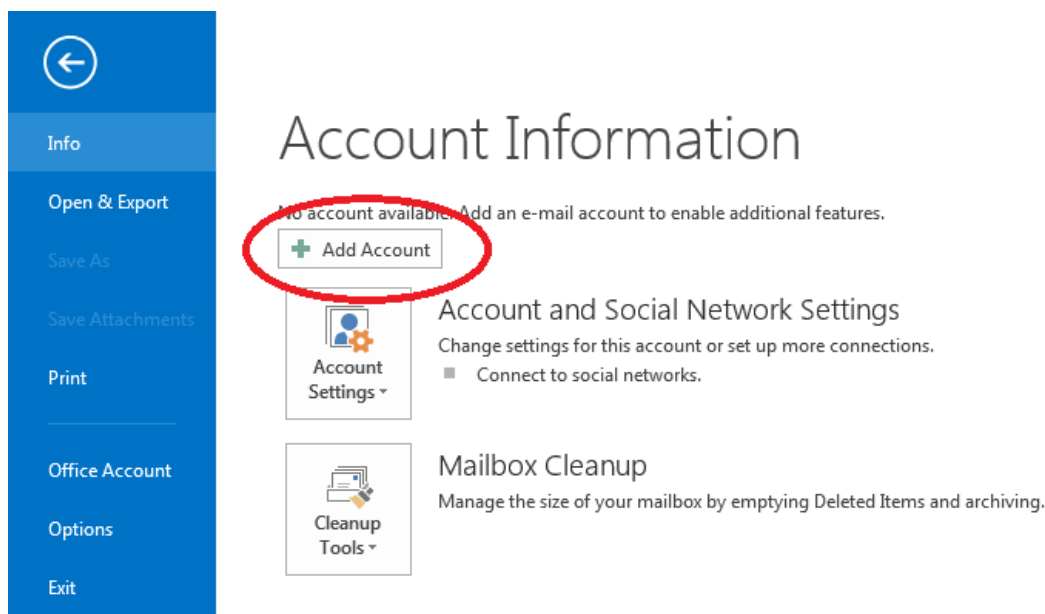 Info
Open & Export
Save As
Save Attachments
Print
Office Account
Options
Exit
Account Information
No account available. Add an e-mail account to enable additional features.
Add Account
Account
Settings
Account and Social Network Settings
Change settings for this account or set up more connections.
Connect to social networks.
Cleanup
Tools
Mailbox Cleanup
Manage the size of your mailbox by emptying Deleted Items and archiving.